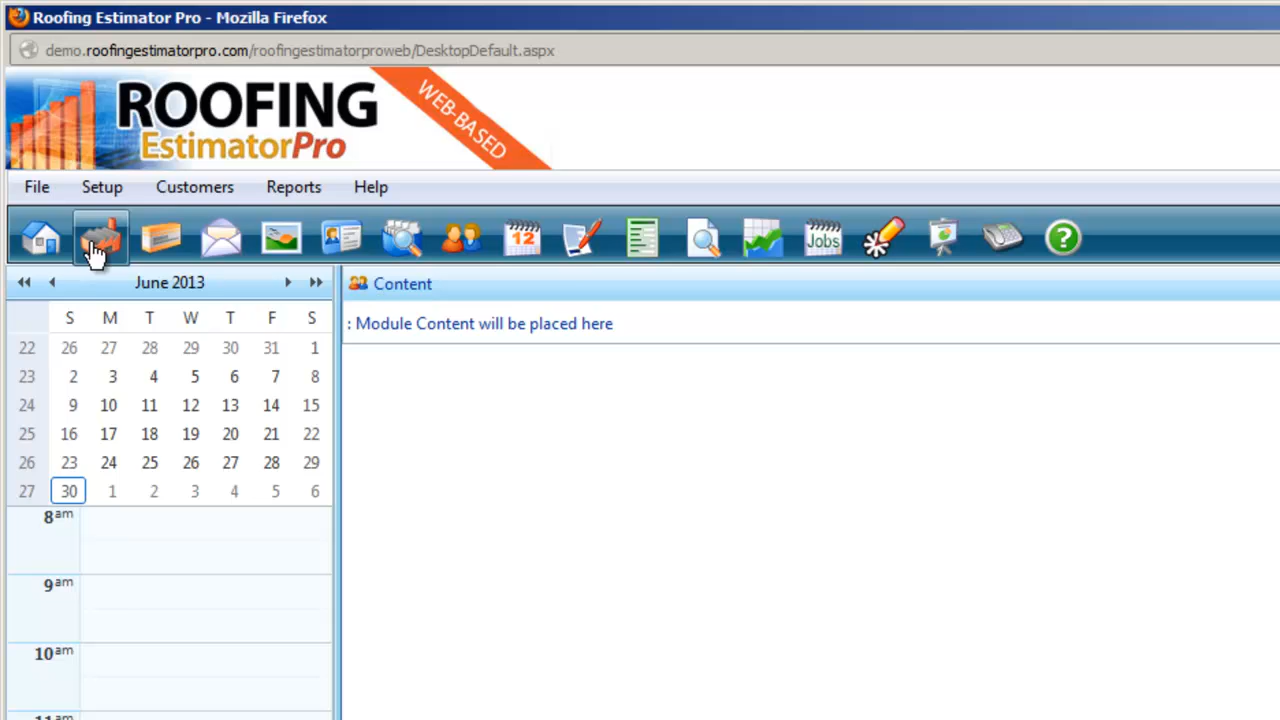 Roofing Estimator Pro - Mozilla Firefox
demo.roofingestimatorpro.com/roofingestimatorproweb/DesktopDefault.aspx
ROOFING
EstimatorPro
WEB-BASED
File Setup Customers Reports Help
12 Jobs ?
June 2013
Content
S M T W T F S
: Module Content will be placed here
22 26 27 28 29 30 31 1
23 2 3 4 5 6 7 8
24 9 10 11 12 13 14 15
25 16 17 18 19 20 21 22
26 23 24 25 26 27 28 29
27 30 1 2 3 4 5 6
8am
9am
10am
11am